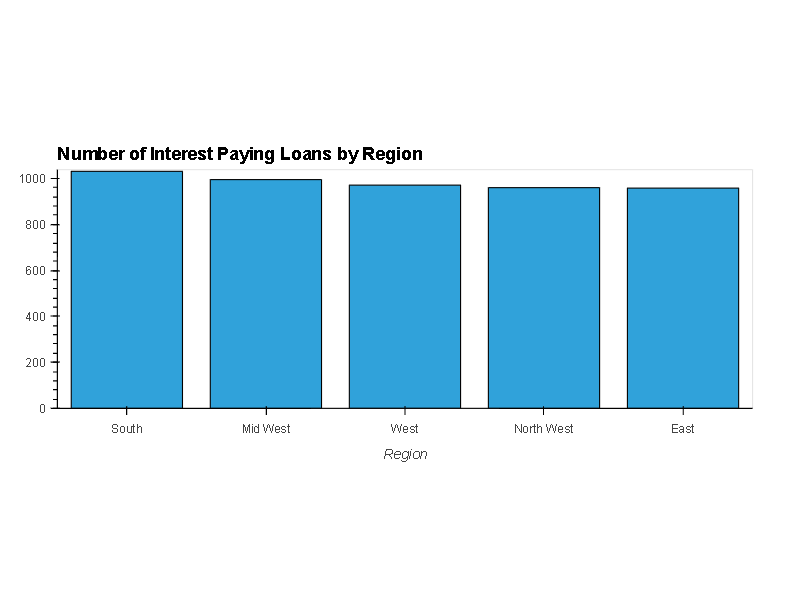 Number of Interest Paying Loans by Region
1000
800
600
400
200
0
South Mid West West North West East
Region